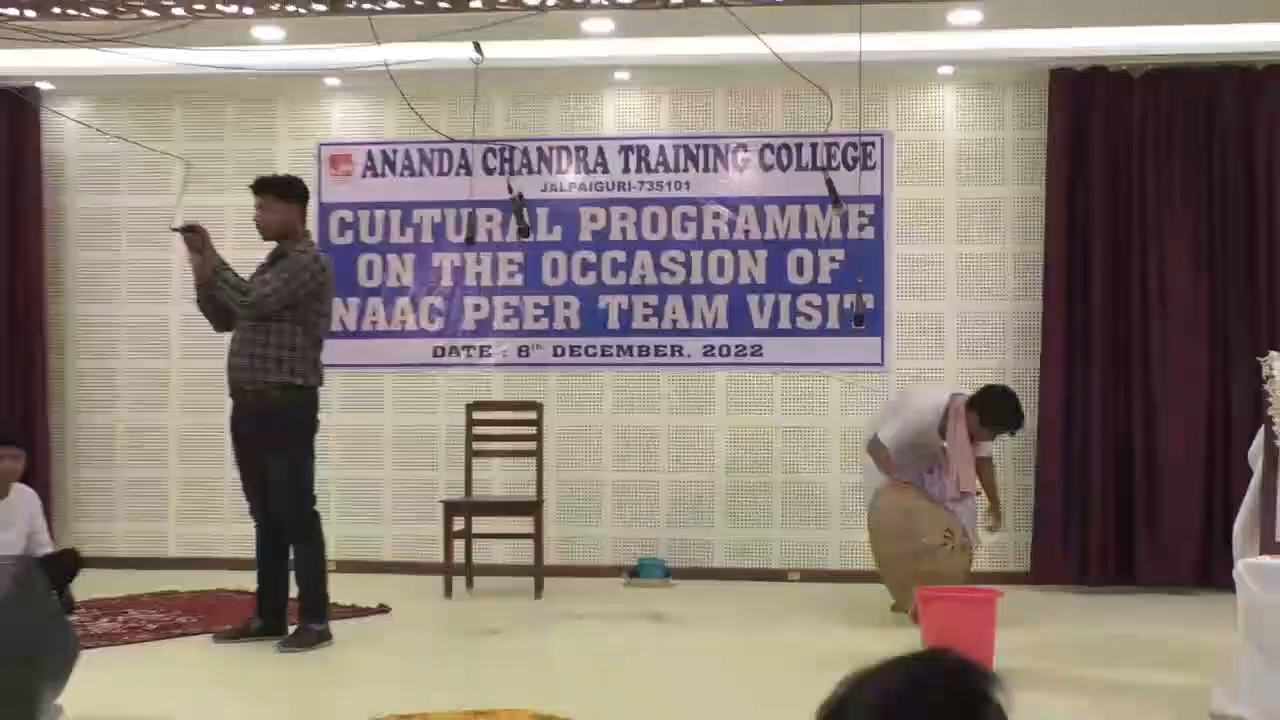 ANANDA CHANDRA TRAINING COLLEGE
JALPAIGURI-735101
CULTURAL PROGRAMME
ON THE OCCASION OF
NAAC PEER TEAM VISIT
DATE : 8th DECEMBER, 2022